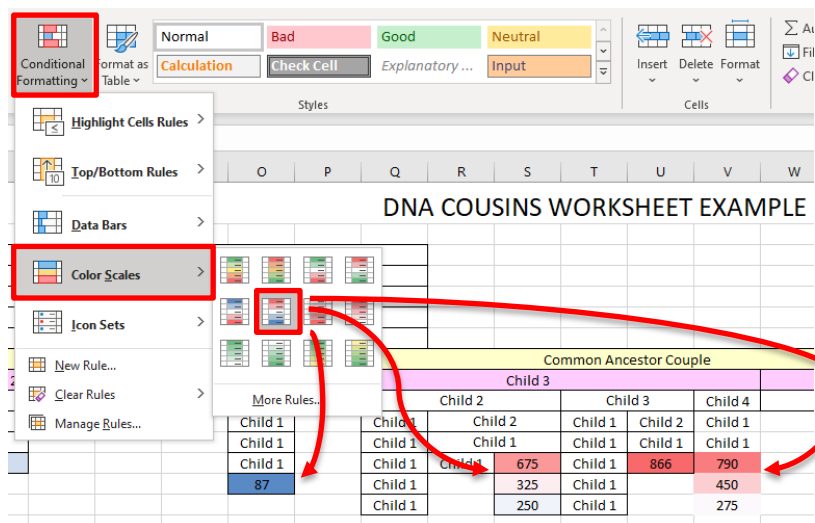 Normal Bad Good Neutral
Calculation Check Cell Explanatory ... Input
Conditional Formatting
Format as Table
Insert Delete Format
Styles
Cells
Highlight Cells Rules
Top/Bottom Rules
Data Bars
Color Scales
Icon Sets
New Rule...
Clear Rules
Manage Rules...
More Rules...
O P Q R S T U V W
DNA COUSINS WORKSHEET EXAMPLE
Common Ancestor Couple
Child 3
Child 2 Child 3 Child 4
Child 1 Child 1 Child 2 Child 1 Child 2 Child 1
Child 1 Child 1 Child 1 Child 1 Child 1 Child 1
Child 1 Child 1 Child 1 675 Child 1 866 790
87 Child 1 325 Child 1 450
Child 1 250 Child 1 275